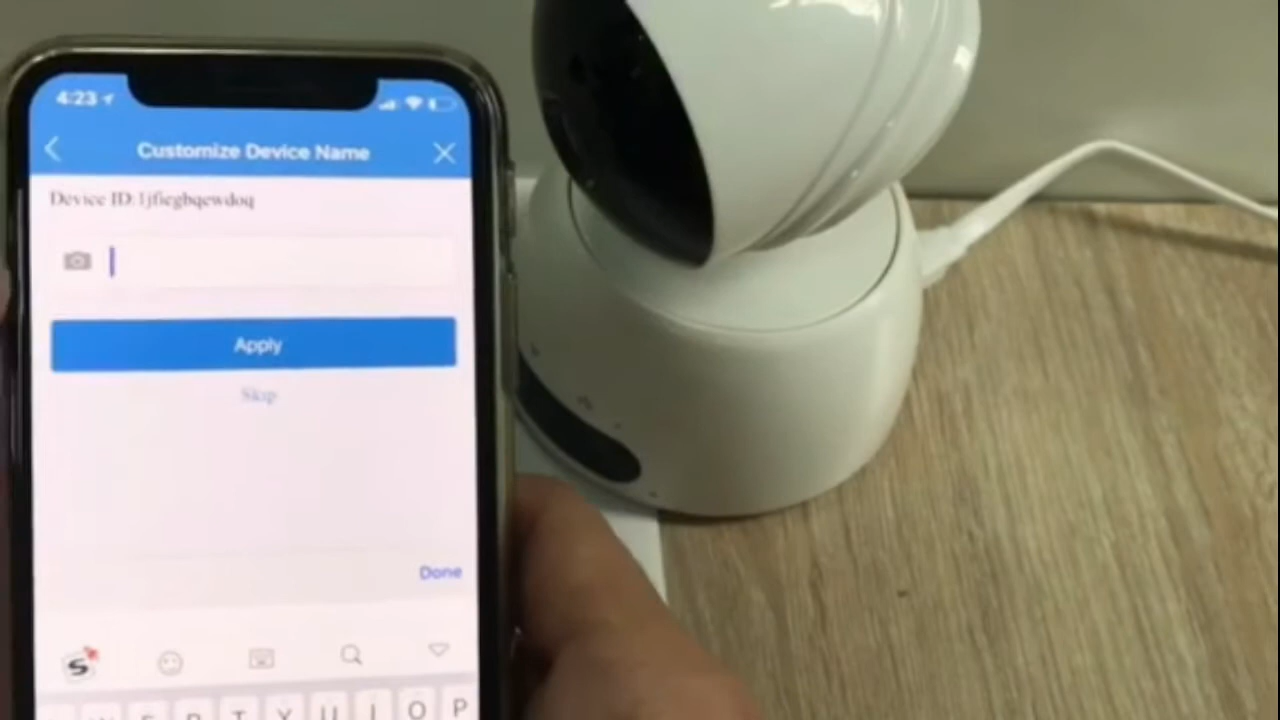 4:23
Customize Device Name
Device ID:1jfiegbqewdoq
Apply
Skip
Done
S
W E R T Y U I O P